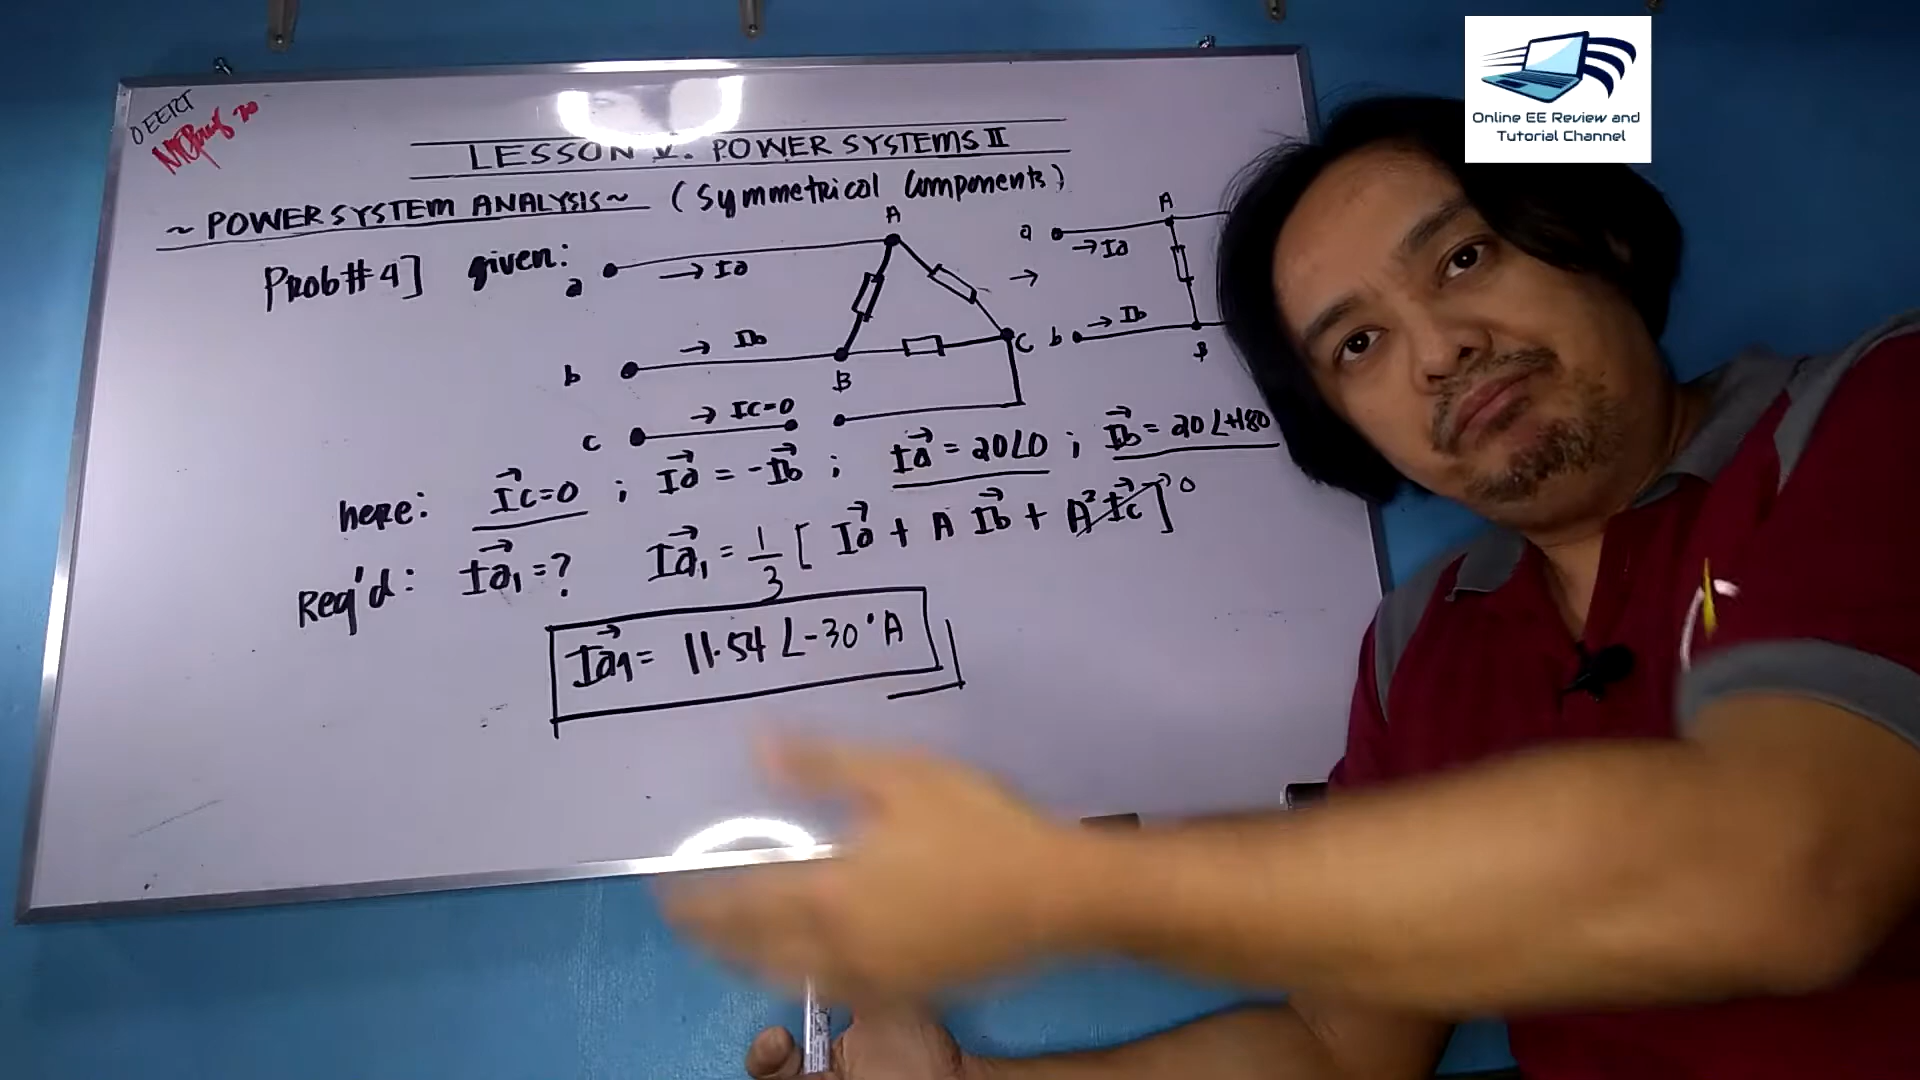 OEERT
LESSON V. POWER SYSTEMS II
~ POWER SYSTEM ANALYSIS ~ (Symmetrical Components)
Prob#4] given:
a → Ia A
b → Ib B C
c → Ic=0
a → Ia A
→
b → Ib B
here: Ic=0 ; Ia = -Ib ; Ia = 20∠0 ; Ib = 20∠+180
Req'd: Ia₁=? Ia₁ = 1/3 [ Ia + A Ib + A² Ic ] 0
Ia₁ = 11.54 ∠-30° A
Online EE Review and
Tutorial Channel